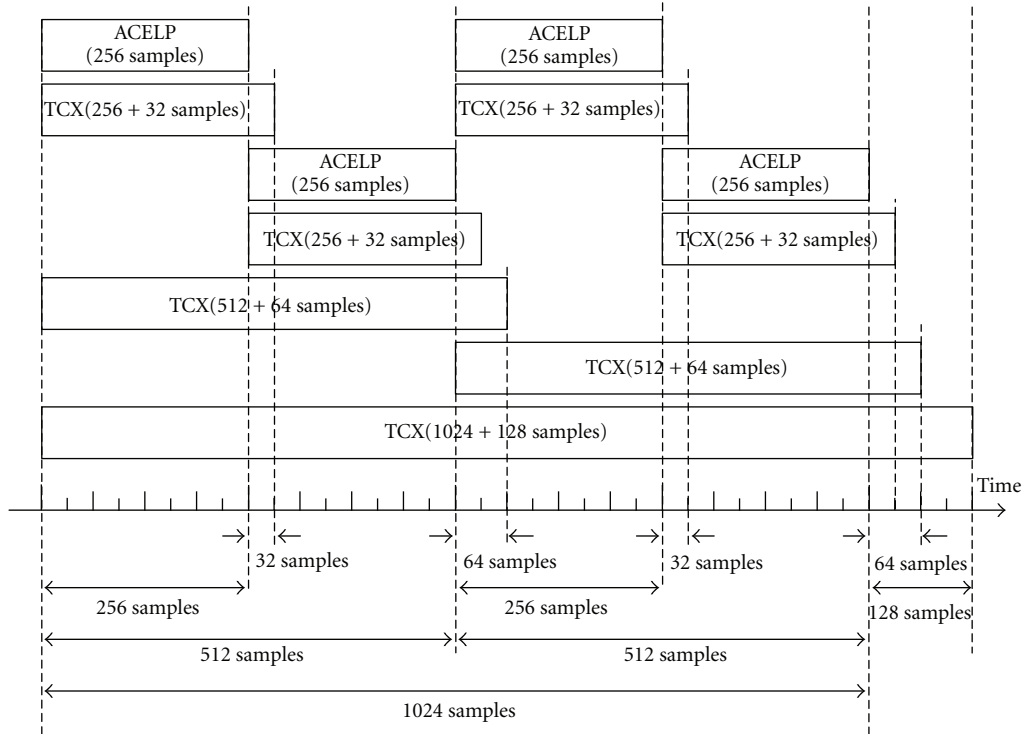 ACELP
(256 samples)
ACELP
(256 samples)
TCX(256 + 32 samples)
TCX(256 + 32 samples)
ACELP
(256 samples)
ACELP
(256 samples)
TCX(256 + 32 samples)
TCX(256 + 32 samples)
TCX(512 + 64 samples)
TCX(512 + 64 samples)
TCX(1024 + 128 samples)
Time
32 samples
64 samples
32 samples
64 samples
256 samples
256 samples
128 samples
512 samples
512 samples
1024 samples